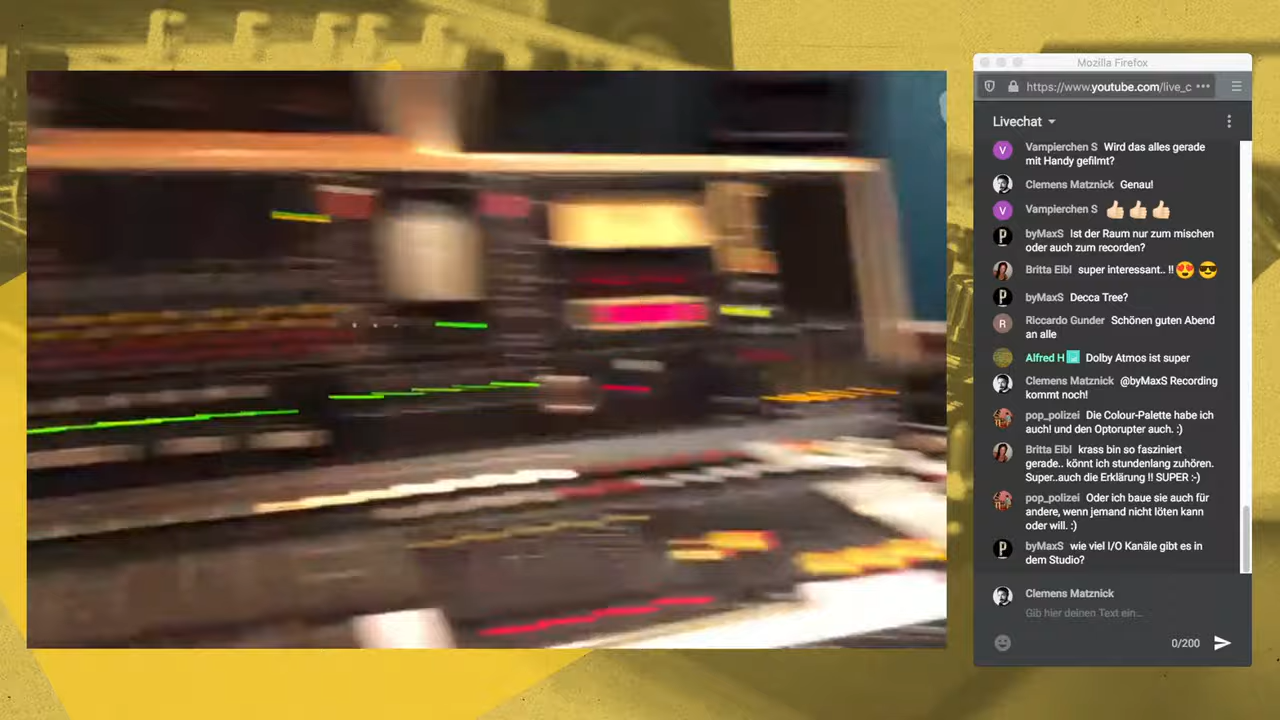 Mozilla Firefox
https://www.youtube.com/live_c
Livechat
Vampierchen S Wird das alles gerade
mit Handy gefilmt?
Clemens Matznick Genau!
Vampierchen S 👍🏻👍🏻👍🏻
byMaxS Ist der Raum nur zum mischen
oder auch zum recorden?
Britta Eibl super interessant.. !! 😍 😎
byMaxS Decca Tree?
Riccardo Gunder Schönen guten Abend
an alle
Alfred H Dolby Atmos ist super
Clemens Matznick @byMaxS Recording
kommt noch!
pop_polizei Die Colour-Palette habe ich
auch! und den Optorupter auch. :)
Britta Eibl krass bin so fasziniert
gerade.. könnt ich stundenlang zuhören.
Super..auch die Erklärung !! SUPER :-)
pop_polizei Oder ich baue sie auch für
andere, wenn jemand nicht löten kann
oder will. :)
byMaxS wie viel I/O Kanäle gibt es in
dem Studio?
Clemens Matznick
Gib hier deinen Text ein...
0/200